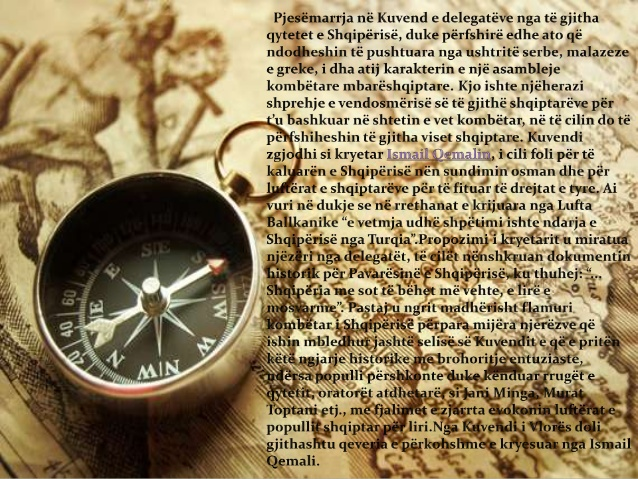 Pjesëmarrja në Kuvend e delegatëve nga të gjitha
qytetet e Shqipërisë, duke përfshirë edhe ato që
ndodheshin të pushtuara nga ushtritë serbe, malazeze
e greke, i dha atij karakterin e një asambleje
kombëtare mbarëshqiptare. Kjo ishte njëherazi
shprehje e vendosmërisë së të gjithë shqiptarëve për
t’u bashkuar në shtetin e vet kombëtar, në të cilin do të
përfshiheshin të gjitha viset shqiptare. Kuvendi
zgjodhi si kryetar Ismail Qemalin, i cili foli për të
kaluarën e Shqipërisë nën sundimin osman dhe për
luftërat e shqiptarëve për të fituar të drejtat e tyre. Ai
vuri në dukje se në rrethanat e krijuara nga Lufta
Ballkanike “e vetmja udhë shpëtimi ishte ndarja e
Shqipërisë nga Turqia”.Propozimi i kryetarit u miratua
njëzëri nga delegatët, të cilët nënshkruan dokumentin
historik për Pavarësinë e Shqipërisë, ku thuhej: “...
Shqipëria me sot të bëhet më vehte, e lirë e
mosvarme”. Pastaj u ngrit madhërisht flamuri
kombëtar i Shqipërisë përpara mijëra njerëzve që
ishin mbledhur jashtë selisë së Kuvendit e që e pritën
këtë ngjarje historike me brohoritje entuziaste,
ndërsa populli përshkonte duke kënduar rrugët e
qytetit, oratorët atdhetarë, si Jani Minga, Murat
Toptani etj., me fjalimet e zjarrta evokonin luftërat e
popullit shqiptar për liri.Nga Kuvendi i Vlorës doli
gjithashtu qeveria e përkohshme e kryesuar nga Ismail
Qemali.
E
SE
S
SW
W
NW
N
20
40
60